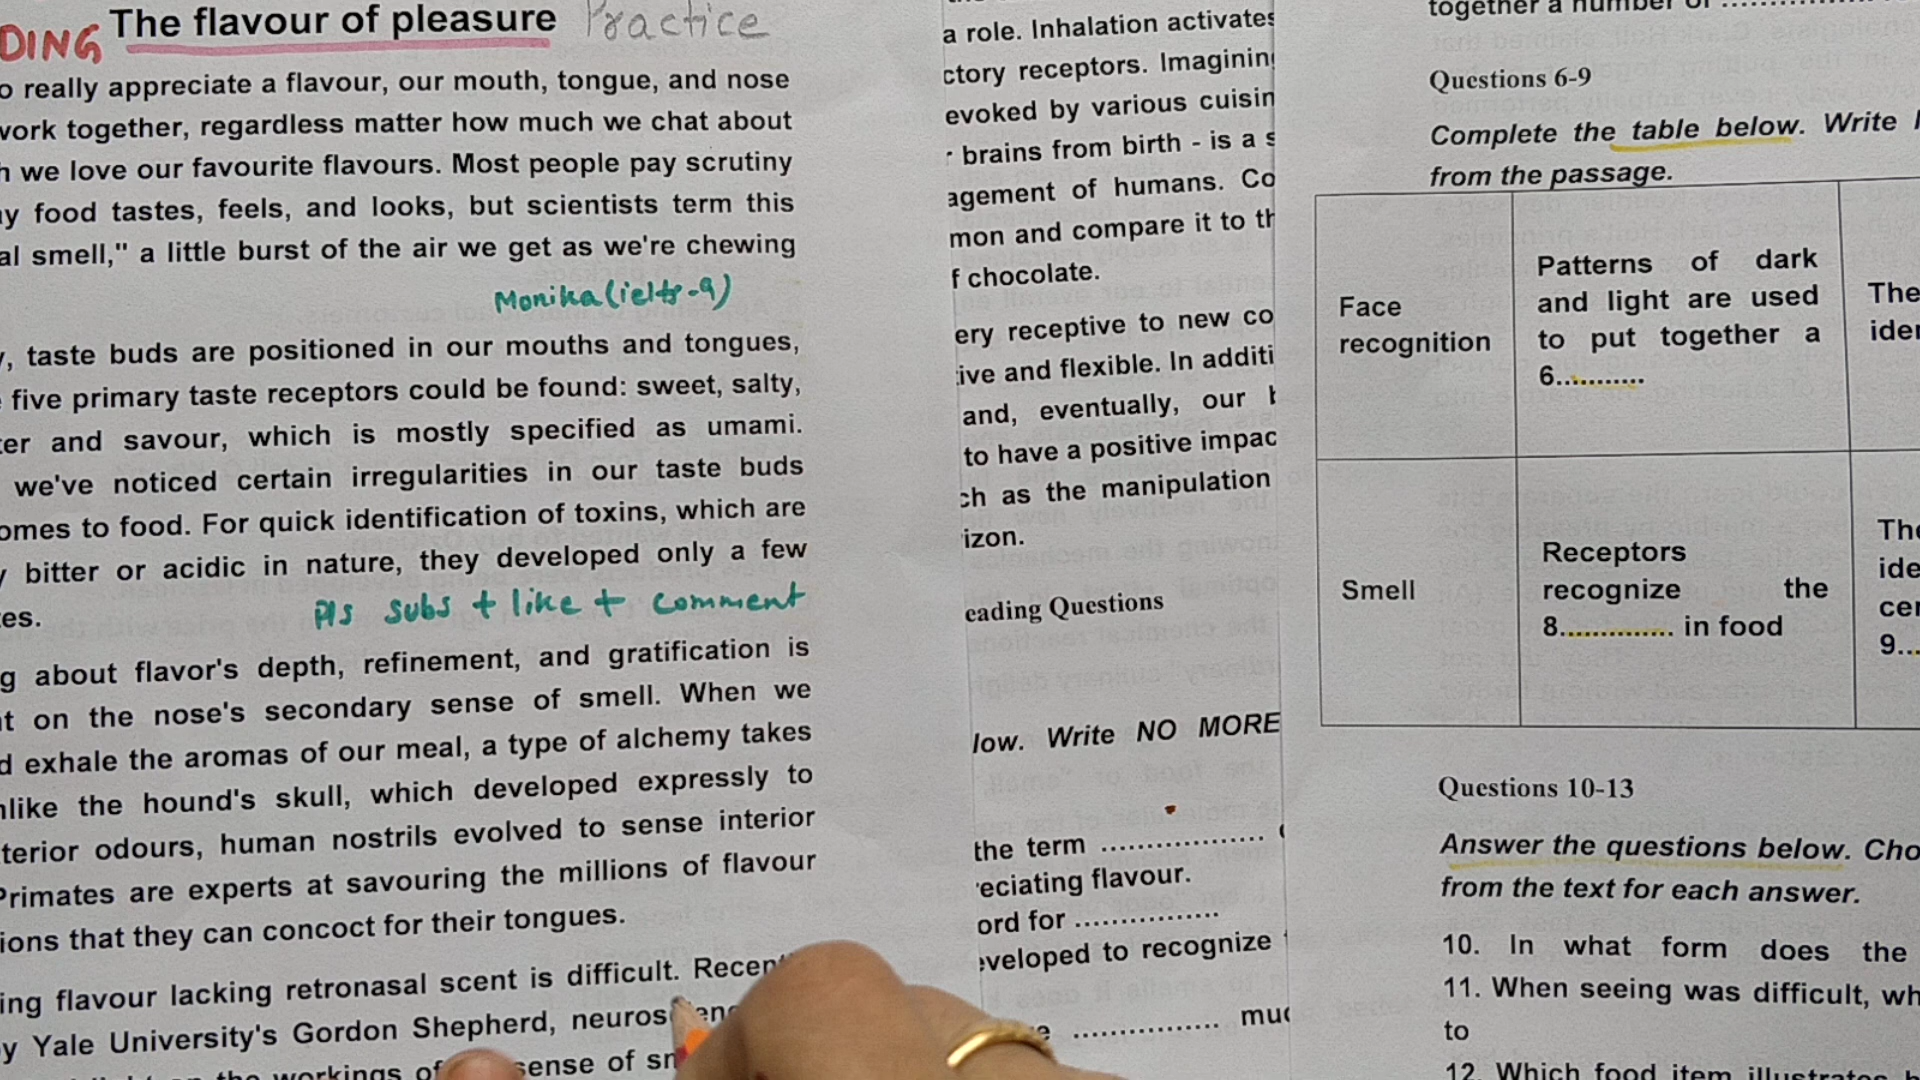 DING The flavour of pleasure Practice
o really appreciate a flavour, our mouth, tongue, and nose
work together, regardless matter how much we chat about
h we love our favourite flavours. Most people pay scrutiny
y food tastes, feels, and looks, but scientists term this
al smell," a little burst of the air we get as we're chewing
Monika (ielts-9)
y, taste buds are positioned in our mouths and tongues,
five primary taste receptors could be found: sweet, salty,
ter and savour, which is mostly specified as umami.
we've noticed certain irregularities in our taste buds
omes to food. For quick identification of toxins, which are
y bitter or acidic in nature, they developed only a few
es.
Pls subs + like + comment
g about flavor's depth, refinement, and gratification is
t on the nose's secondary sense of smell. When we
d exhale the aromas of our meal, a type of alchemy takes
nlike the hound's skull, which developed expressly to
terior odours, human nostrils evolved to sense interior
Primates are experts at savouring the millions of flavour
ions that they can concoct for their tongues.
ing flavour lacking retronasal scent is difficult. Recen
y Yale University's Gordon Shepherd, neuros
the workings of sense of sm
a role. Inhalation activates
ctory receptors. Imagining
evoked by various cuisin
r brains from birth - is a s
agement of humans. Co
mon and compare it to th
f chocolate.
ery receptive to new co
ive and flexible. In additi
and, eventually, our b
to have a positive impac
ch as the manipulation
izon.
eading Questions
low. Write NO MORE
the term ................
eciating flavour.
ord for ...............
eveloped to recognize
e ............... muc
together a number of ...............
Questions 6-9
Complete the table below. Write
from the passage.
Face recognition
Patterns of dark
and light are used
to put together a
6...........
The
iden
Smell
Receptors
recognize the
8.............. in food
The
ide
cer
9...
Questions 10-13
Answer the questions below. Cho
from the text for each answer.
10. In what form does the
11. When seeing was difficult, wh
to
12. Which food item illustrates